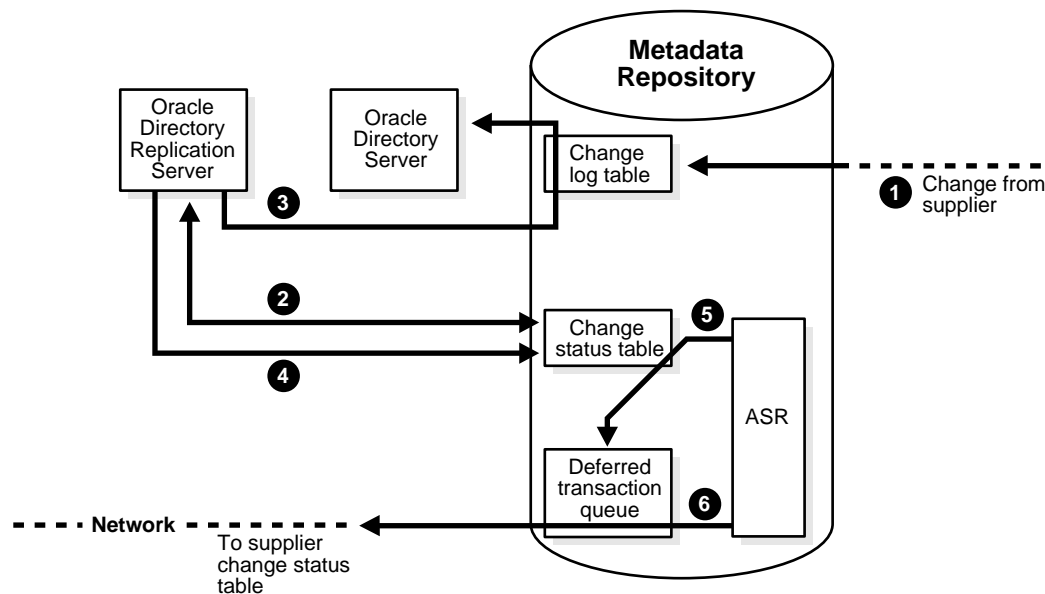 Metadata
Repository
Oracle
Directory
Replication
Server
Oracle
Directory
Server
Change
log table
1
Change from
supplier
3
2
Change
status table
5
4
ASR
Deferred
transaction
queue
6
Network
To supplier
change status
table